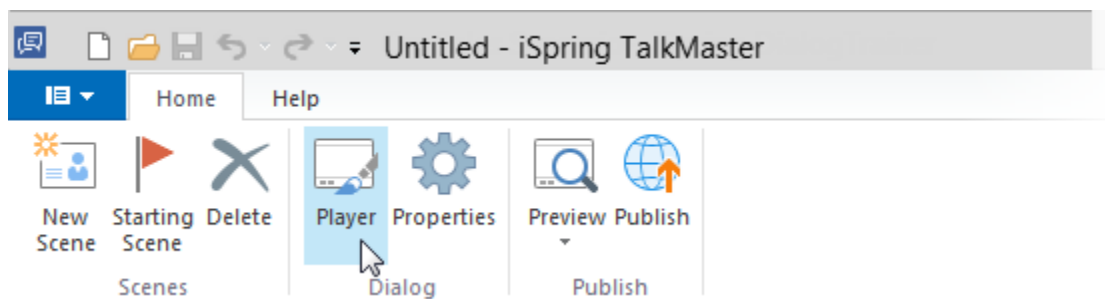 Untitled - iSpring TalkMaster
Home Help
New Scene Starting Scene Delete Player Properties Preview Publish
Scenes Dialog Publish